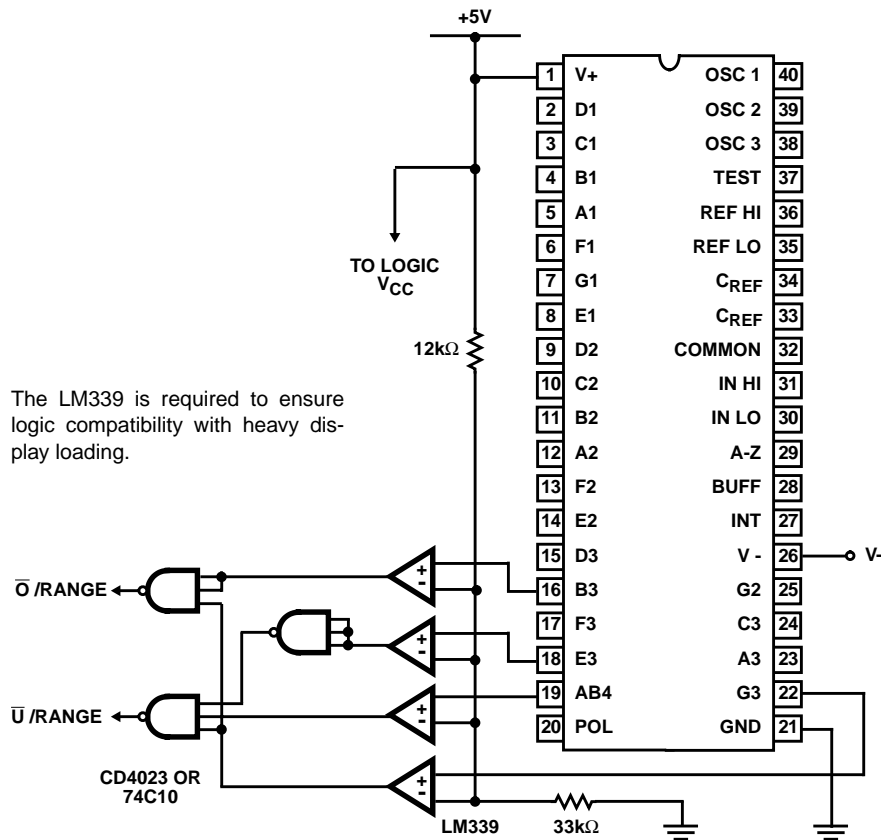 +5V
1 V+ OSC 1 40
2 D1 OSC 2 39
3 C1 OSC 3 38
4 B1 TEST 37
5 A1 REF HI 36
6 F1 REF LO 35
TO LOGIC
VCC
7 G1 CREF 34
8 E1 CREF 33
12kΩ
9 D2 COMMON 32
10 C2 IN HI 31
The LM339 is required to ensure
logic compatibility with heavy dis-
play loading.
11 B2 IN LO 30
12 A2 A-Z 29
13 F2 BUFF 28
14 E2 INT 27
15 D3 V - 26 V-
O̅ /RANGE + - 16 B3 G2 25
17 F3 C3 24
+ - 18 E3 A3 23
U̅ /RANGE + - 19 AB4 G3 22
20 POL GND 21
+ -
CD4023 OR
74C10
LM339 33kΩ